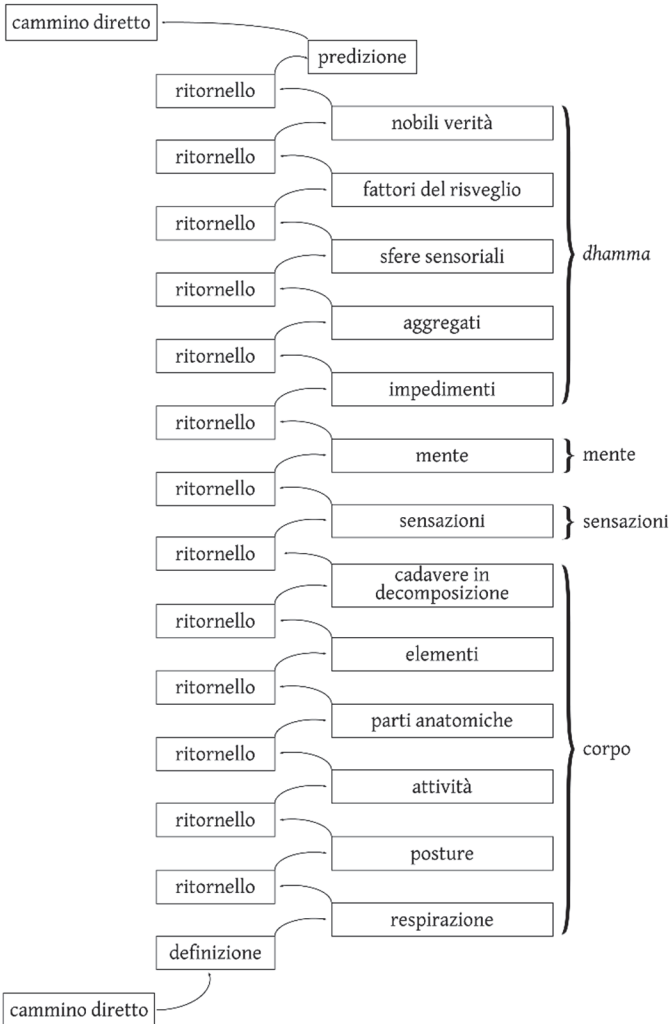 cammino diretto
predizione
ritornello
nobili verità
ritornello
fattori del risveglio
ritornello
sfere sensoriali
dhamma
ritornello
aggregati
ritornello
impedimenti
ritornello
mente
mente
ritornello
sensazioni
sensazioni
ritornello
cadavere in
decomposizione
ritornello
elementi
ritornello
parti anatomiche
corpo
ritornello
attività
ritornello
posture
ritornello
respirazione
definizione
cammino diretto